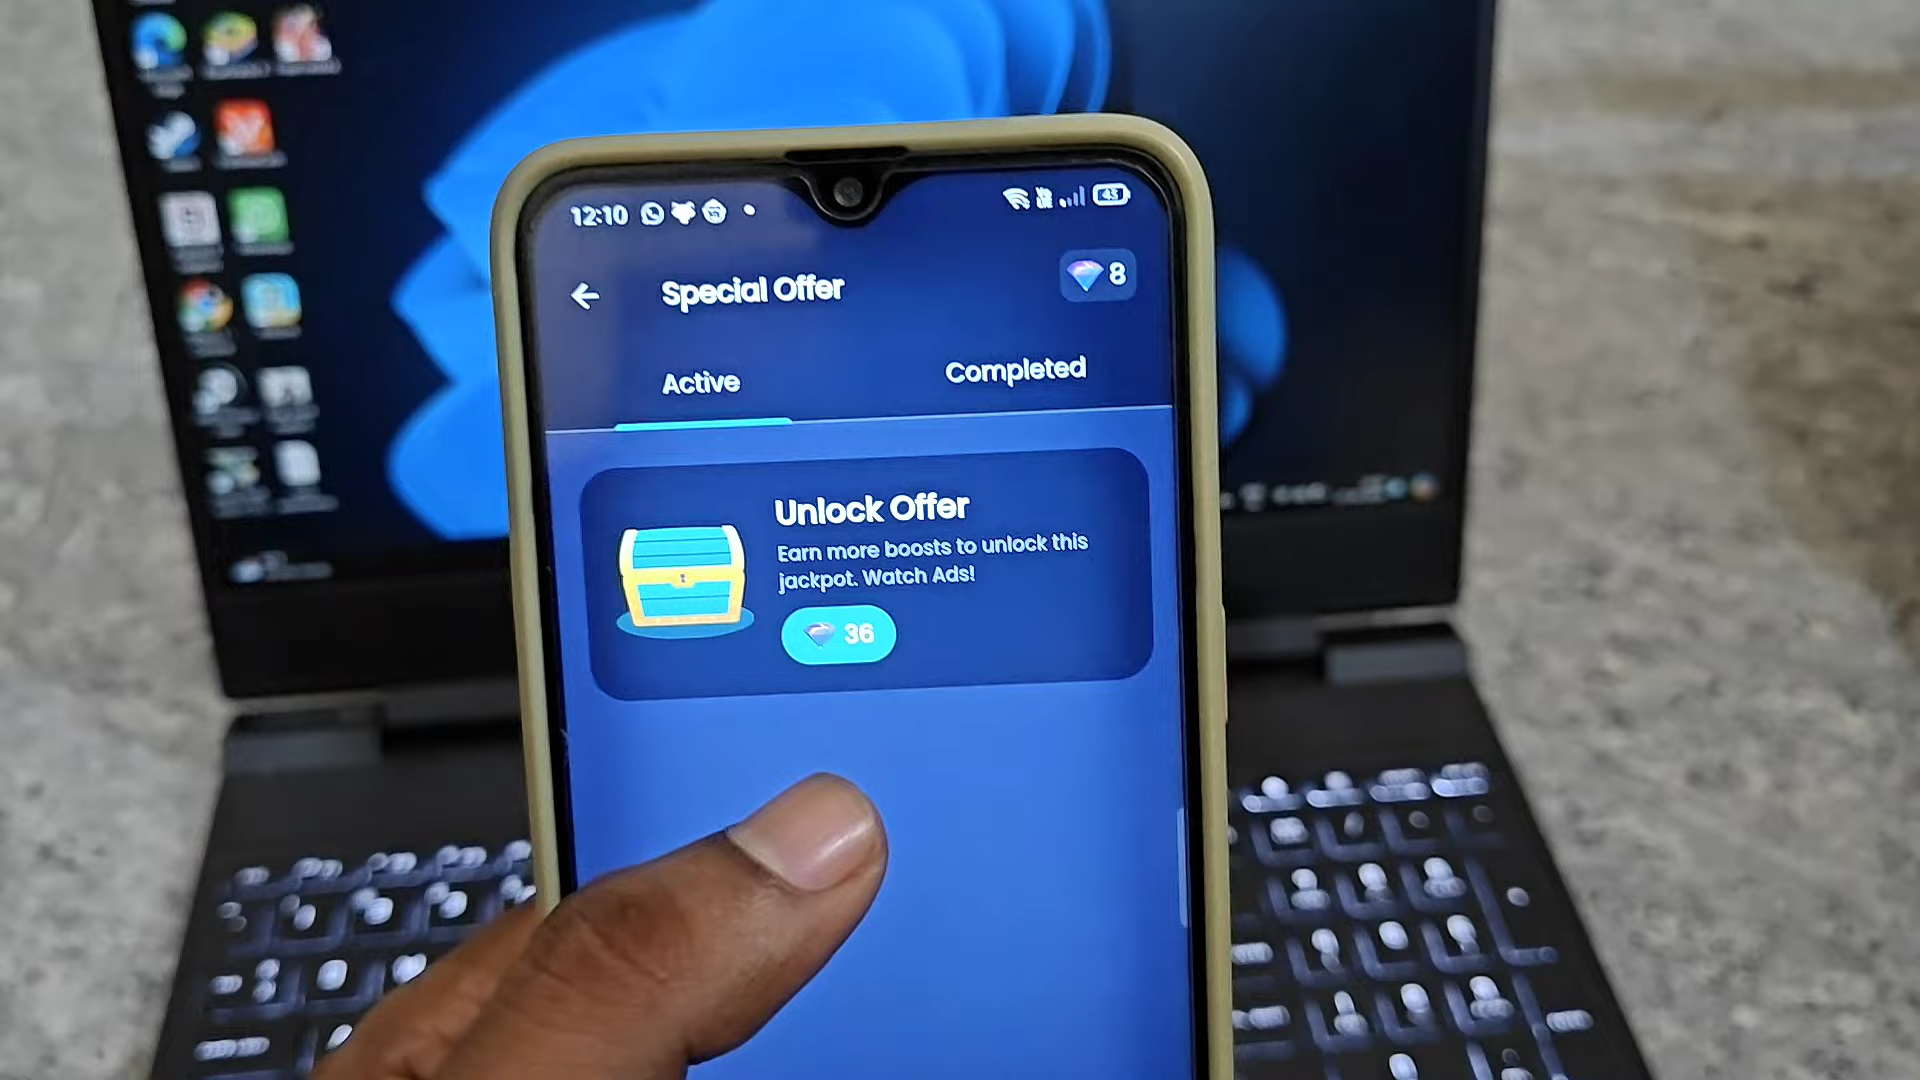 12:10
43
Special Offer
8
Active
Completed
Unlock Offer
Earn more boosts to unlock this
jackpot. Watch Ads!
36